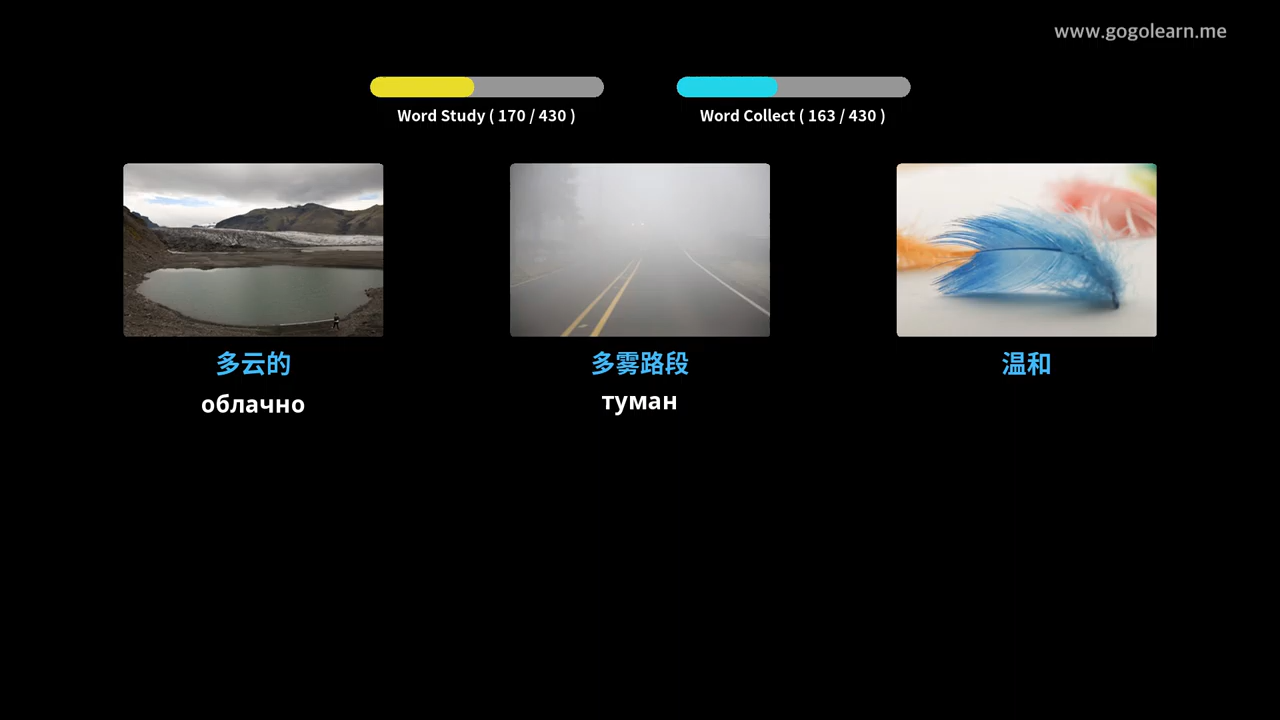 www.gogolearn.me
Word Study ( 170 / 430 )
Word Collect ( 163 / 430 )
多云的
多雾路段
温和
облачно
туман